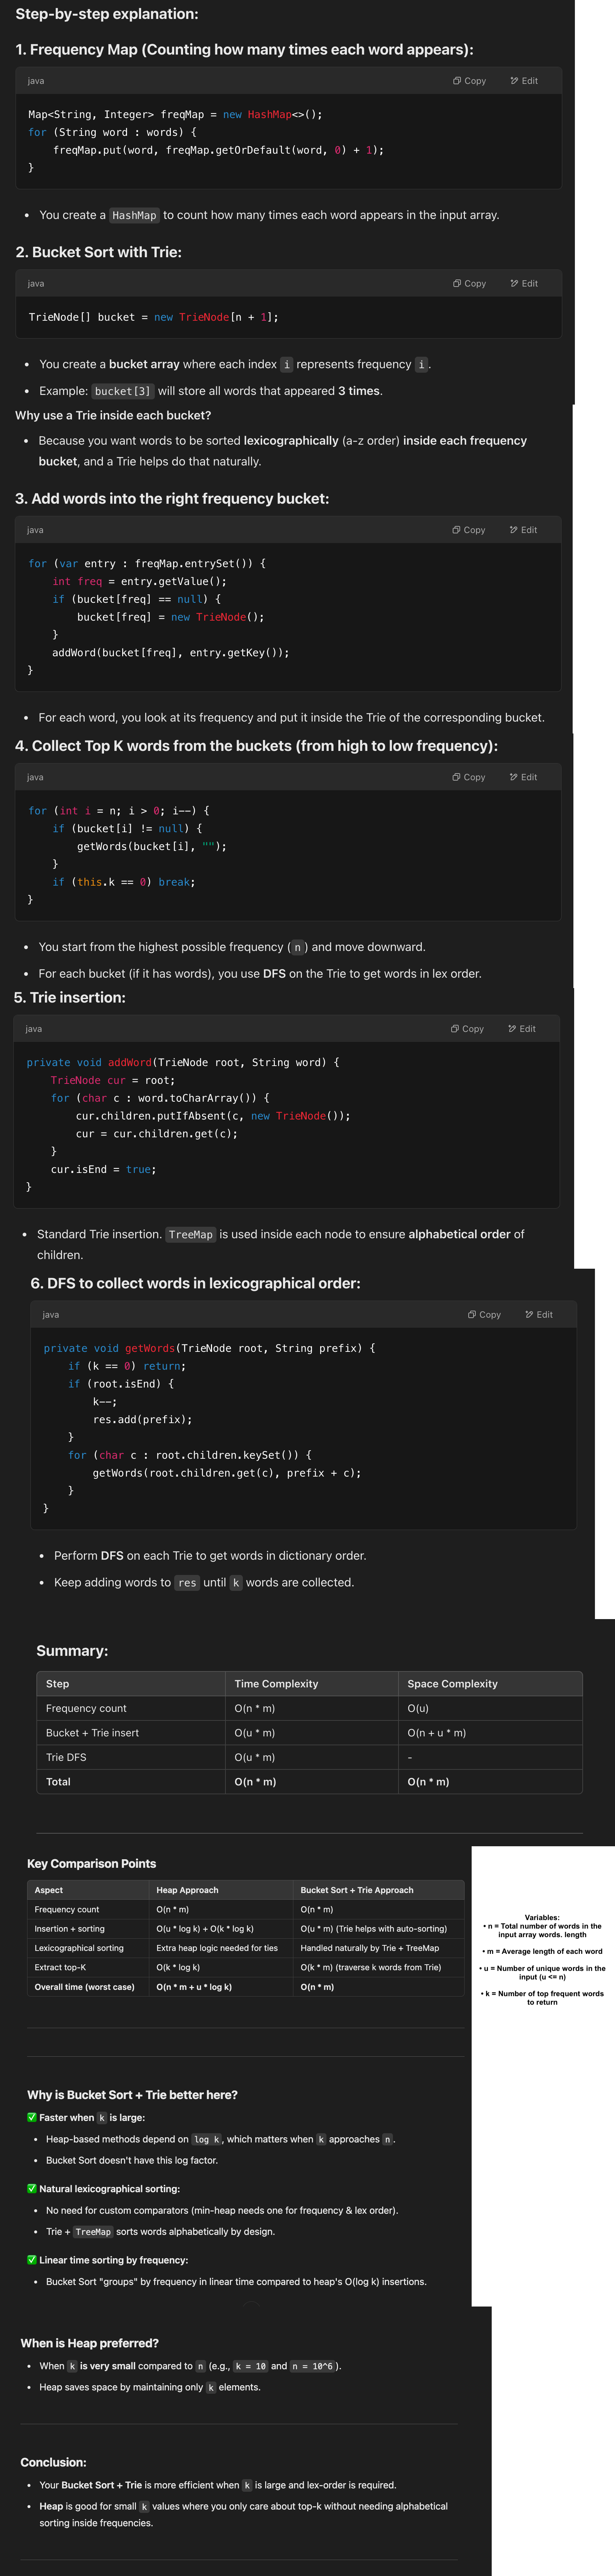 Step-by-step explanation:
1. Frequency Map (Counting how many times each word appears):
java Copy Edit
Map<String, Integer> freqMap = new HashMap<>();
for (String word : words) {
    freqMap.put(word, freqMap.getOrDefault(word, 0) + 1);
}
• You create a HashMap to count how many times each word appears in the input array.
2. Bucket Sort with Trie:
java Copy Edit
TrieNode[] bucket = new TrieNode[n + 1];
• You create a bucket array where each index i represents frequency i.
• Example: bucket[3] will store all words that appeared 3 times.
Why use a Trie inside each bucket?
• Because you want words to be sorted lexicographically (a-z order) inside each frequency
bucket, and a Trie helps do that naturally.
3. Add words into the right frequency bucket:
java Copy Edit
for (var entry : freqMap.entrySet()) {
    int freq = entry.getValue();
    if (bucket[freq] == null) {
        bucket[freq] = new TrieNode();
    }
    addWord(bucket[freq], entry.getKey());
}
• For each word, you look at its frequency and put it inside the Trie of the corresponding bucket.
4. Collect Top K words from the buckets (from high to low frequency):
java Copy Edit
for (int i = n; i > 0; i--) {
    if (bucket[i] != null) {
        getWords(bucket[i], "");
    }
    if (this.k == 0) break;
}
• You start from the highest possible frequency (n) and move downward.
• For each bucket (if it has words), you use DFS on the Trie to get words in lex order.
5. Trie insertion:
java Copy Edit
private void addWord(TrieNode root, String word) {
    TrieNode cur = root;
    for (char c : word.toCharArray()) {
        cur.children.putIfAbsent(c, new TrieNode());
        cur = cur.children.get(c);
    }
    cur.isEnd = true;
}
• Standard Trie insertion. TreeMap is used inside each node to ensure alphabetical order of
children.
6. DFS to collect words in lexicographical order:
java Copy Edit
private void getWords(TrieNode root, String prefix) {
    if (k == 0) return;
    if (root.isEnd) {
        k--;
        res.add(prefix);
    }
    for (char c : root.children.keySet()) {
        getWords(root.children.get(c), prefix + c);
    }
}
• Perform DFS on each Trie to get words in dictionary order.
• Keep adding words to res until k words are collected.
Summary:
Step Time Complexity Space Complexity
Frequency count O(n * m) O(u)
Bucket + Trie insert O(u * m) O(n + u * m)
Trie DFS O(u * m) -
Total O(n * m) O(n * m)
Key Comparison Points
Aspect Heap Approach Bucket Sort + Trie Approach
Frequency count O(n * m) O(n * m)
Insertion + sorting O(u * log k) + O(k * log k) O(u * m) (Trie helps with auto-sorting)
Lexicographical sorting Extra heap logic needed for ties Handled naturally by Trie + TreeMap
Extract top-K O(k * log k) O(k * m) (traverse k words from Trie)
Overall time (worst case) O(n * m + u * log k) O(n * m)
Variables:
• n = Total number of words in the
input array words. length
• m = Average length of each word
• u = Number of unique words in the
input (u <= n)
• k = Number of top frequent words
to return
Why is Bucket Sort + Trie better here?
✅ Faster when k is large:
• Heap-based methods depend on log k, which matters when k approaches n.
• Bucket Sort doesn't have this log factor.
✅ Natural lexicographical sorting:
• No need for custom comparators (min-heap needs one for frequency & lex order).
• Trie + TreeMap sorts words alphabetically by design.
✅ Linear time sorting by frequency:
• Bucket Sort "groups" by frequency in linear time compared to heap's O(log k) insertions.
When is Heap preferred?
• When k is very small compared to n (e.g., k = 10 and n = 10^6).
• Heap saves space by maintaining only k elements.
Conclusion:
• Your Bucket Sort + Trie is more efficient when k is large and lex-order is required.
• Heap is good for small k values where you only care about top-k without needing alphabetical
sorting inside frequencies.